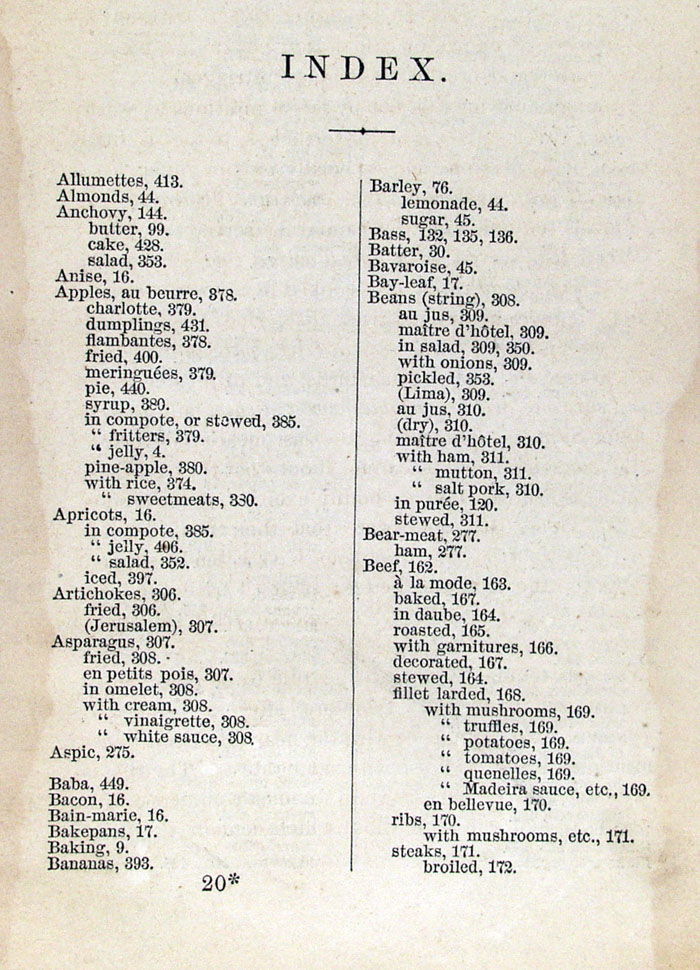 INDEX.
Allumettes, 413.
Almonds, 44.
Anchovy, 144.
butter, 99.
cake, 428.
salad, 353.
Anise, 16.
Apples, au beurre, 378.
charlotte, 379.
dumplings, 431.
flambantes, 378.
fried, 400.
meringuées, 379.
pie, 440.
syrup, 380.
in compote, or stewed, 385.
“ fritters, 379.
“ jelly, 4.
pine-apple, 380.
with rice, 374.
“ sweetmeats, 380.
Apricots, 16.
in compote, 385.
“ jelly, 406.
“ salad, 352.
iced, 397.
Artichokes, 306.
fried, 306.
(Jerusalem), 307.
Asparagus, 307.
fried, 308.
en petits pois, 307.
in omelet, 308.
with cream, 308.
“ vinaigrette, 308.
“ white sauce, 308.
Aspic, 275.
Baba, 449.
Bacon, 16.
Bain-marie, 16.
Bakepans, 17.
Baking, 9.
Bananas, 393.
Barley, 76.
lemonade, 44.
sugar, 45.
Bass, 132, 135, 136.
Batter, 30.
Bavaroise, 45.
Bay-leaf, 17.
Beans (string), 308.
au jus, 309.
maître d’hôtel, 309.
in salad, 309, 350.
with onions, 309.
pickled, 353.
(Lima), 309.
au jus, 310.
(dry), 310.
maître d’hôtel, 310.
with ham, 311.
“ mutton, 311.
“ salt pork, 310.
in purée, 120.
stewed, 311.
Bear-meat, 277.
ham, 277.
Beef, 162.
à la mode, 163.
baked, 167.
in daube, 164.
roasted, 165.
with garnitures, 166.
decorated, 167.
stewed, 164.
fillet larded, 168.
with mushrooms, 169.
“ truffles, 169.
“ potatoes, 169.
“ tomatoes, 169.
“ quenelles, 169.
“ Madeira sauce, etc., 169.
en bellevue, 170.
ribs, 170.
with mushrooms, etc., 171.
steaks, 171.
broiled, 172.
20*